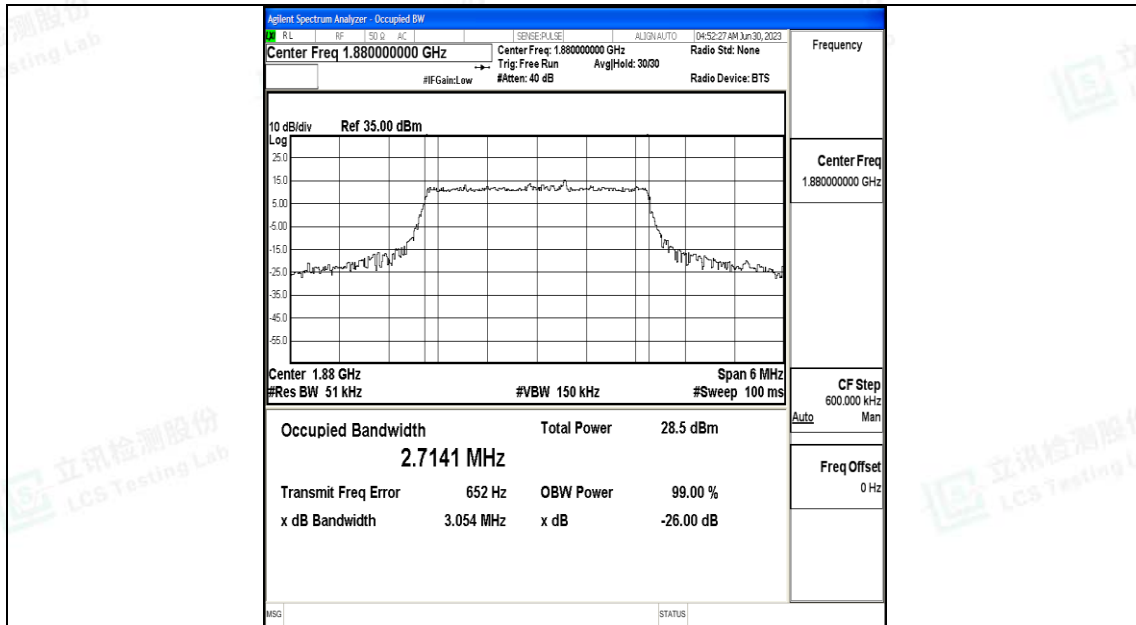 Agilent Spectrum Analyzer - Occupied BW
RL RF 50 Ω AC SENSE:PULSE ALIGNAUTO 04:52:27 AM Jun 30, 2023
Center Freq 1.880000000 GHz
Center Freq: 1.880000000 GHz Radio Std: None
Trig: Free Run Avg|Hold: 30/30
#IFGain:Low #Atten: 40 dB Radio Device: BTS
Frequency
10 dB/div Ref 35.00 dBm
Log
25.0
15.0
5.00
-5.00
-15.0
-25.0
-35.0
-45.0
-55.0
Center 1.88 GHz Span 6 MHz
#Res BW 51 kHz #VBW 150 kHz #Sweep 100 ms
Occupied Bandwidth Total Power 28.5 dBm
2.7141 MHz
Transmit Freq Error 652 Hz OBW Power 99.00 %
x dB Bandwidth 3.054 MHz x dB -26.00 dB
Center Freq
1.880000000 GHz
CF Step
600.000 kHz
Auto Man
Freq Offset
0 Hz
MSG STATUS
立讯检测股份
LCS Testing Lab
立讯检测股份